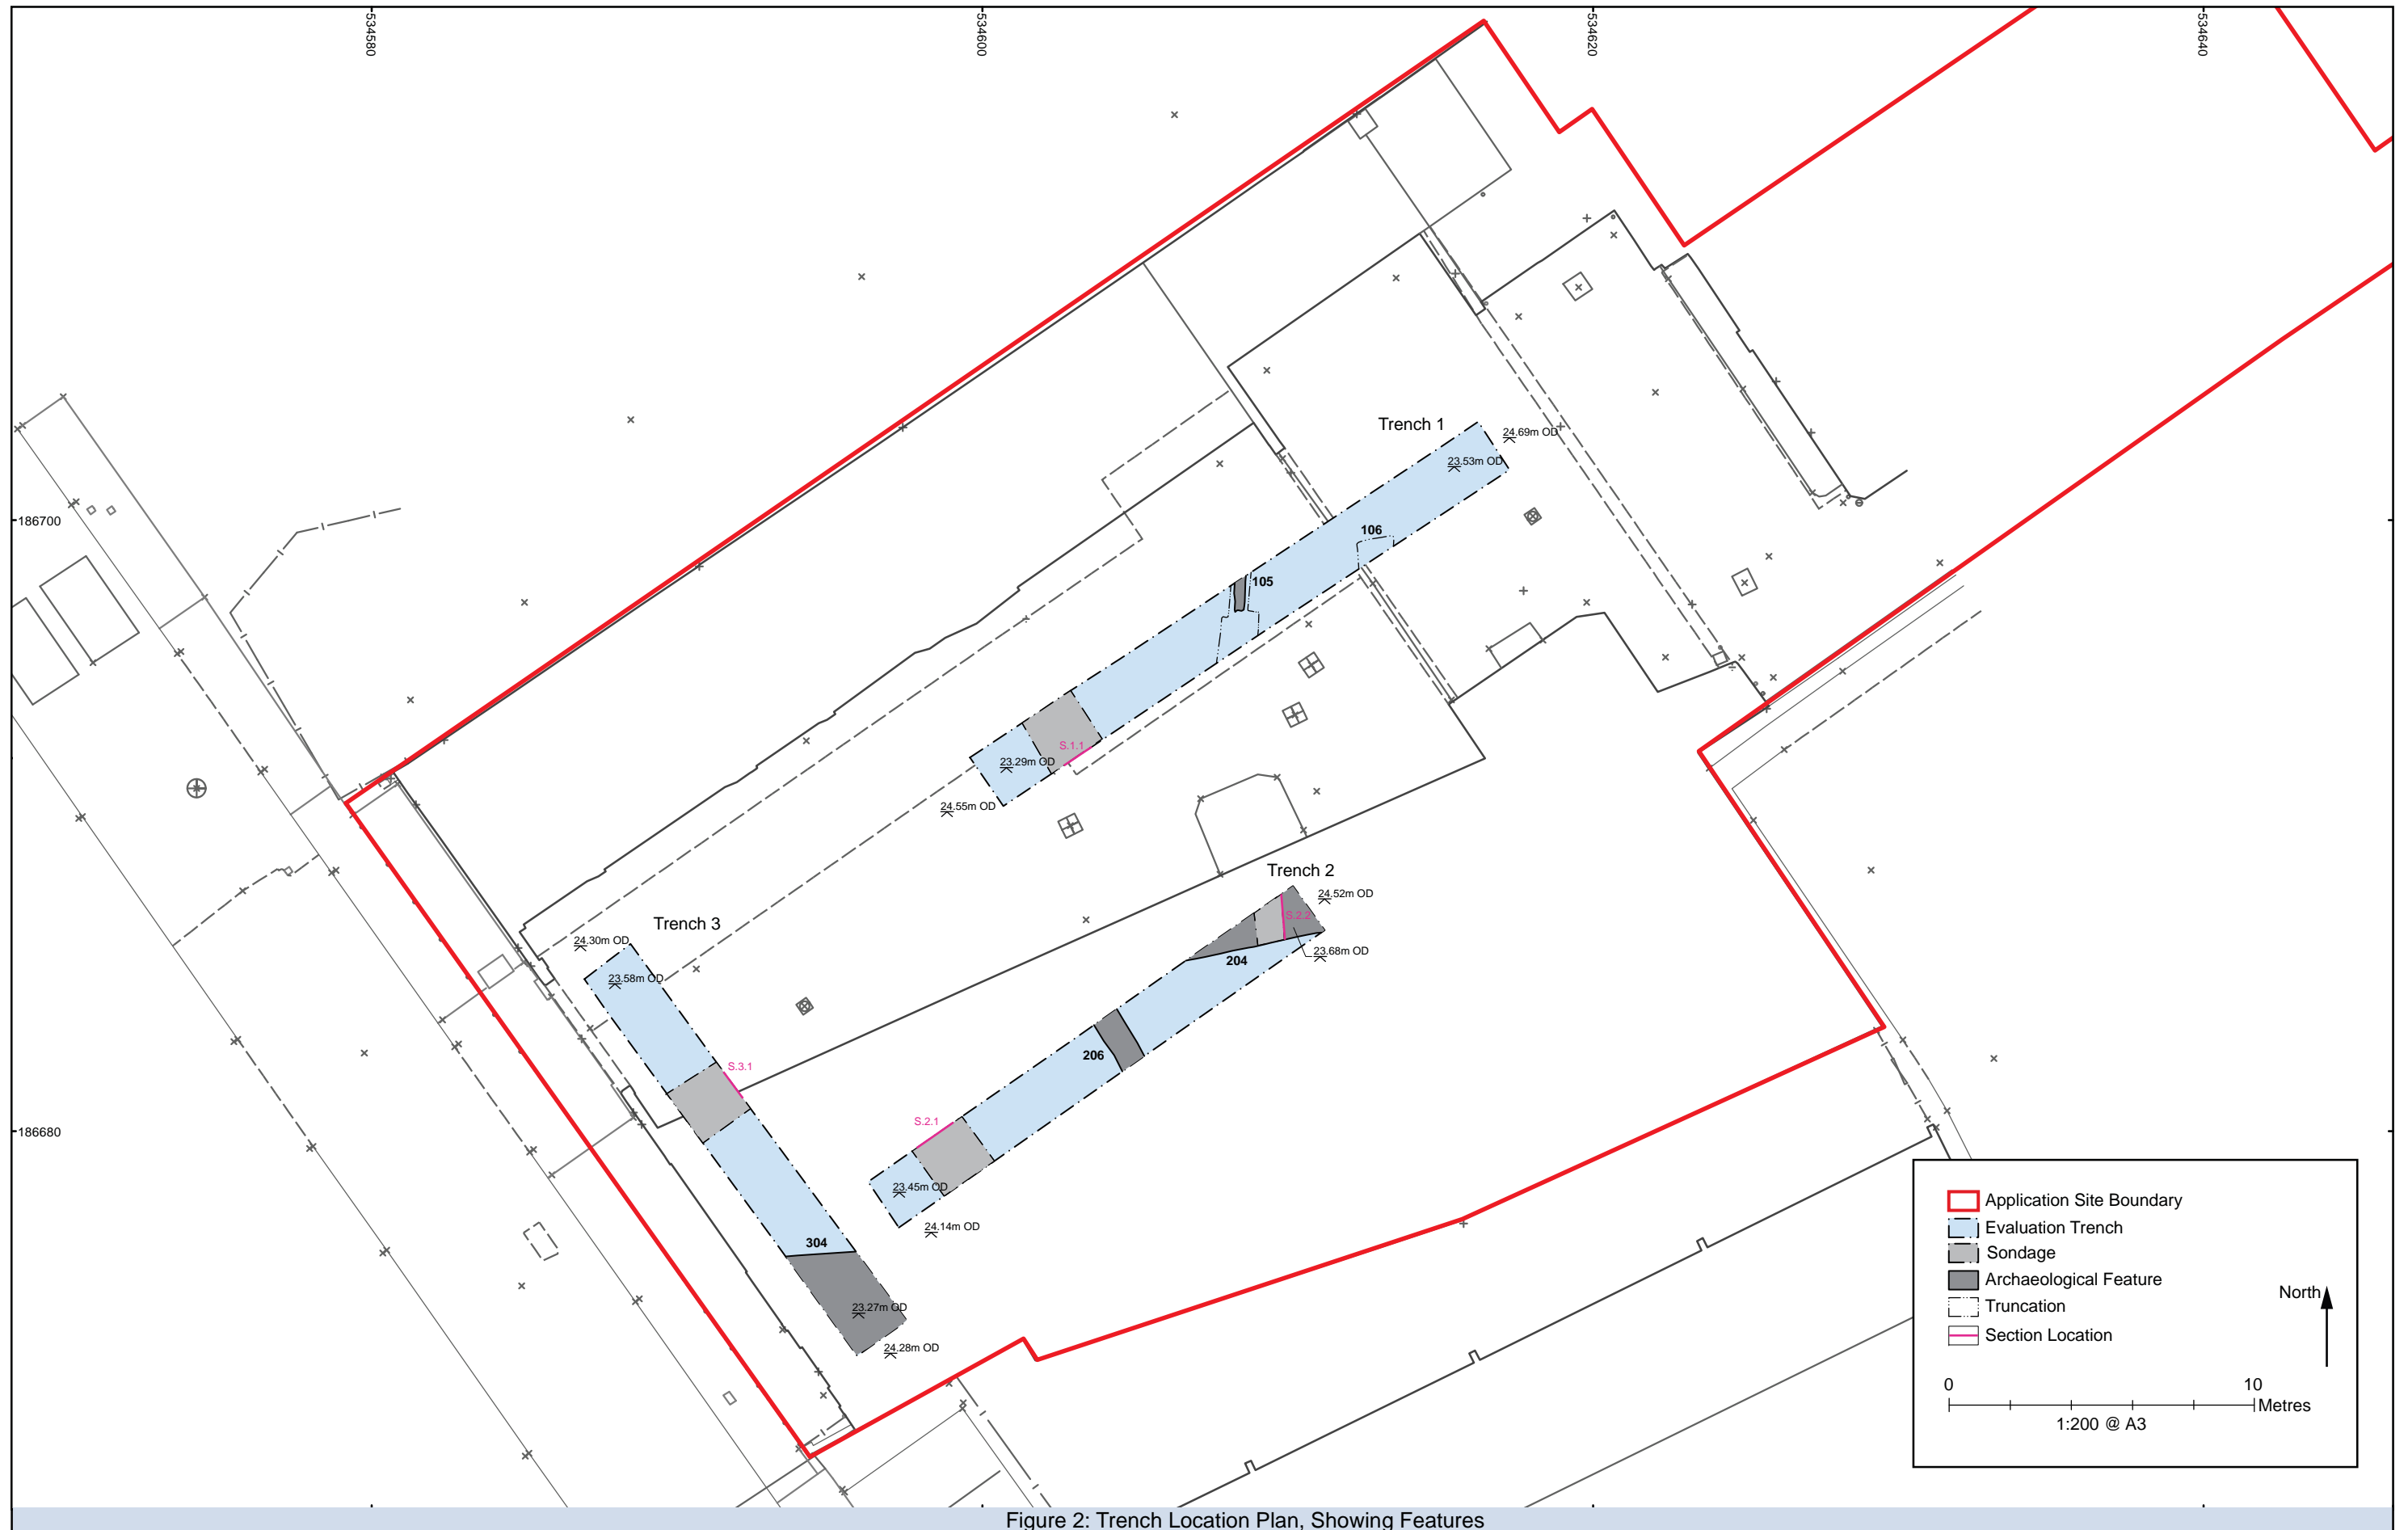 534580
534600
534620
534640
Trench 1
24.69m OD
23.53m OD
186700
106
105
S.1.1
23.29m OD
24.55m OD
Trench 2
24.52m OD
S.2.2
23.68m OD
204
Trench 3
24.30m OD
23.58m OD
206
S.3.1
S.2.1
186680
23.45m OD
24.14m OD
304
23.27m OD
24.28m OD
Application Site Boundary
Evaluation Trench
Sondage
Archaeological Feature
Truncation
Section Location
North
0 10
Metres
1:200 @ A3
Figure 2: Trench Location Plan, Showing Features